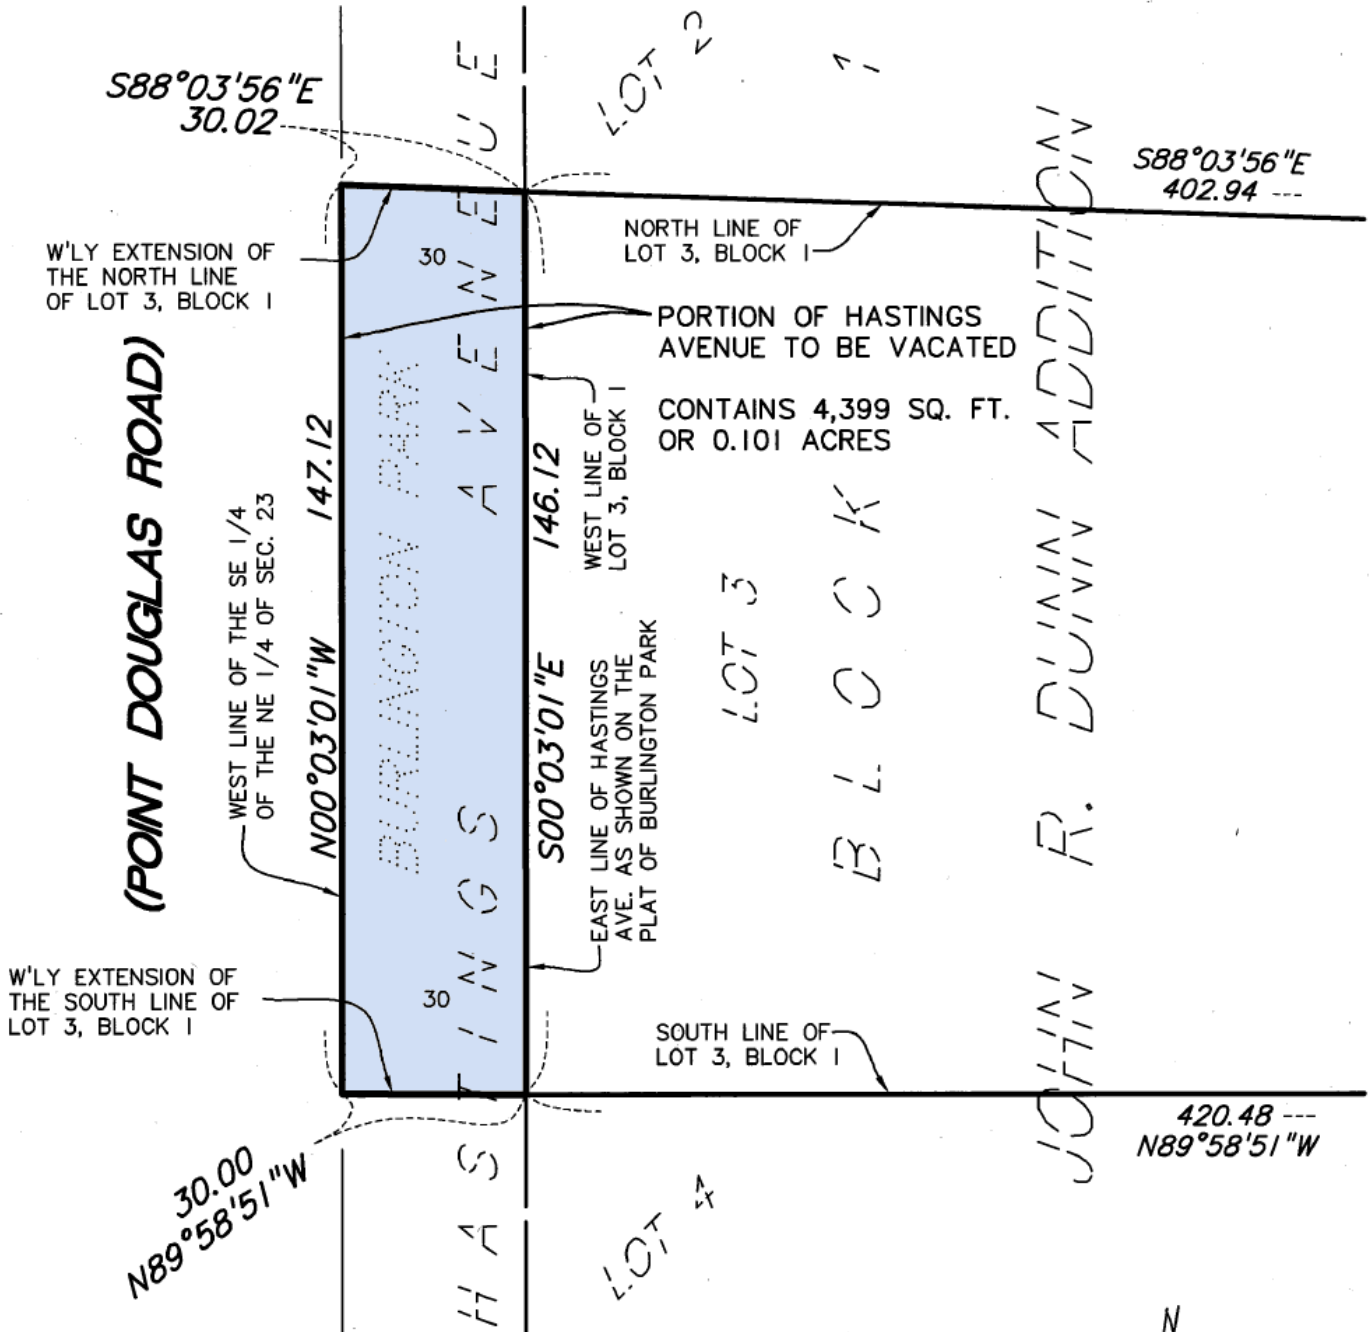 S88°03'56"E
30.02
LOT 2
1
S88°03'56"E
402.94 ---
W'LY EXTENSION OF
THE NORTH LINE
OF LOT 3, BLOCK 1
30
NORTH LINE OF
LOT 3, BLOCK 1
PORTION OF HASTINGS
AVENUE TO BE VACATED
CONTAINS 4,399 SQ. FT.
OR 0.101 ACRES
(POINT DOUGLAS ROAD)
WEST LINE OF THE SE 1/4
OF THE NE 1/4 OF SEC. 23
N00°03'01"W 147.12
BURLINGTON PARK
HASTINGS AVENUE
S00°03'01"E 146.12
WEST LINE OF
LOT 3, BLOCK 1
EAST LINE OF HASTINGS
AVE. AS SHOWN ON THE
PLAT OF BURLINGTON PARK
LOT 3
BLOCK
JOHN R. DUNN ADDITION
W'LY EXTENSION OF
THE SOUTH LINE OF
LOT 3, BLOCK 1
30
SOUTH LINE OF
LOT 3, BLOCK 1
420.48 ---
N89°58'51"W
30.00
N89°58'51"W
LOT 4
N